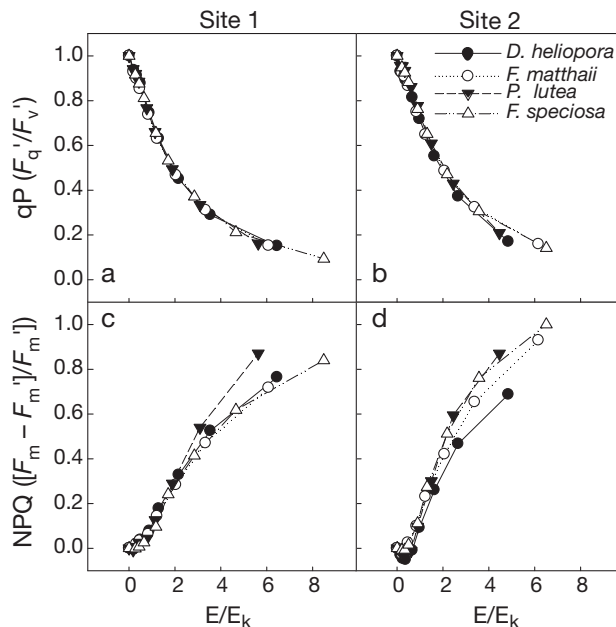 Site 1 Site 2
qP (Fq'/Fv')
1.0
0.8
0.6
0.4
0.2
0.0
a
D. heliopora
F. matthaii
P. lutea
F. speciosa
b
NPQ ([Fm – Fm']/Fm'])
1.0
0.8
0.6
0.4
0.2
0.0
c
d
0 2 4 6 8 0 2 4 6 8
E/Ek E/Ek